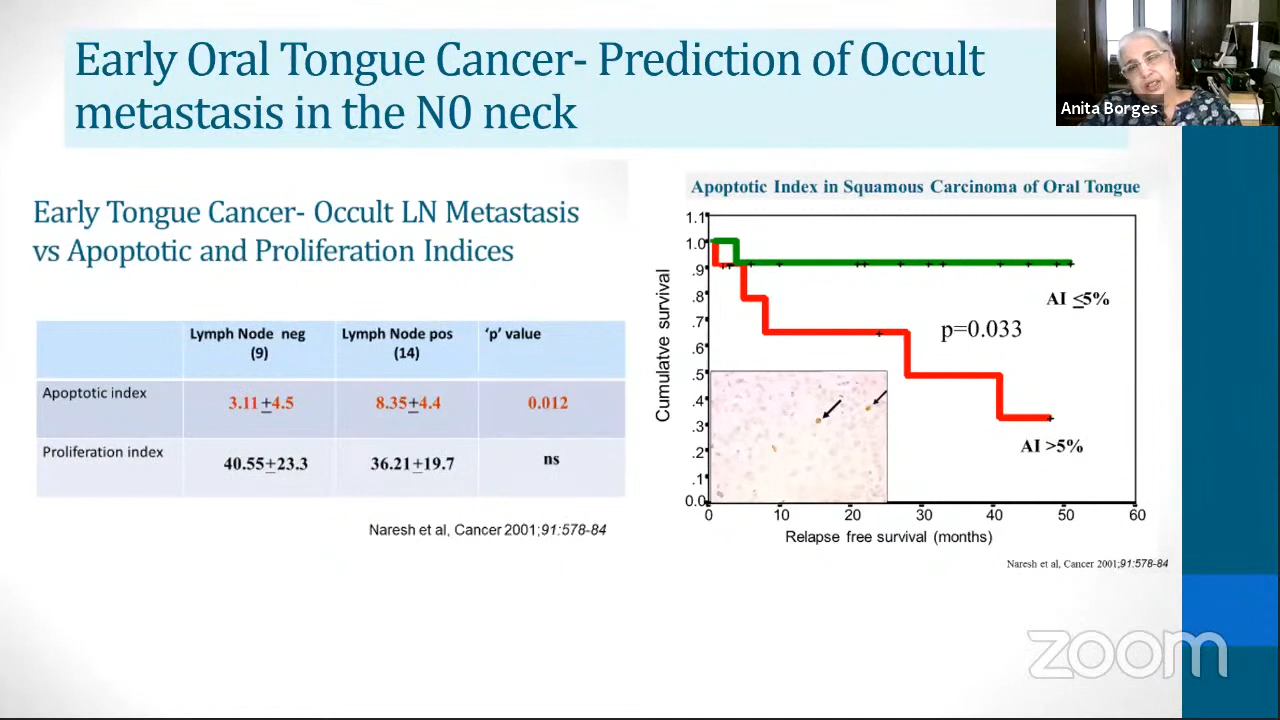 Early Oral Tongue Cancer- Prediction of Occult
metastasis in the N0 neck
Anita Borges
Early Tongue Cancer- Occult LN Metastasis
vs Apoptotic and Proliferation Indices
Lymph Node neg
(9)
Lymph Node pos
(14)
‘p’ value
Apoptotic index
3.11±4.5
8.35±4.4
0.012
Proliferation index
40.55±23.3
36.21±19.7
ns
Naresh et al, Cancer 2001;91:578-84
Apoptotic Index in Squamous Carcinoma of Oral Tongue
Cumulatve survival
1.1
1.0
.9
.8
.7
.6
.5
.4
.3
.2
.1
0.0
AI ≤5%
p=0.033
AI >5%
0 10 20 30 40 50 60
Relapse free survival (months)
Naresh et al, Cancer 2001;91:578-84
zoom